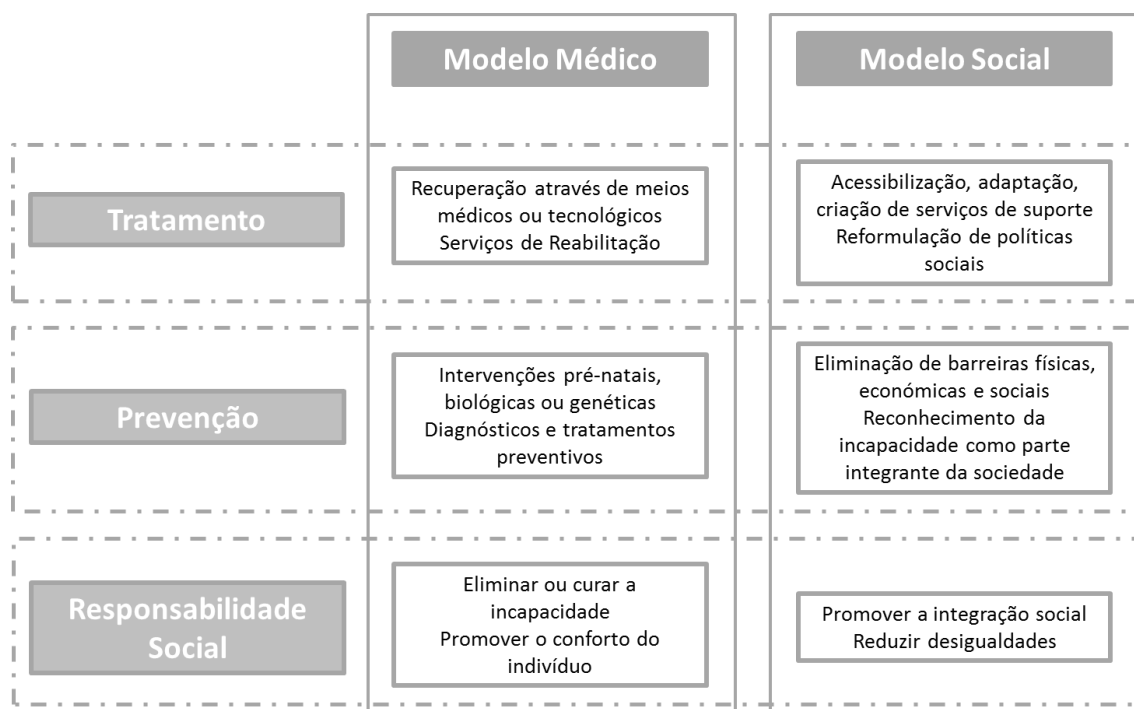 Modelo Médico
Modelo Social
Tratamento
Recuperação através de meios
médicos ou tecnológicos
Serviços de Reabilitação
Acessibilização, adaptação,
criação de serviços de suporte
Reformulação de políticas
sociais
Prevenção
Intervenções pré-natais,
biológicas ou genéticas
Diagnósticos e tratamentos
preventivos
Eliminação de barreiras físicas,
económicas e sociais
Reconhecimento da
incapacidade como parte
integrante da sociedade
Responsabilidade
Social
Eliminar ou curar a
incapacidade
Promover o conforto do
indivíduo
Promover a integração social
Reduzir desigualdades